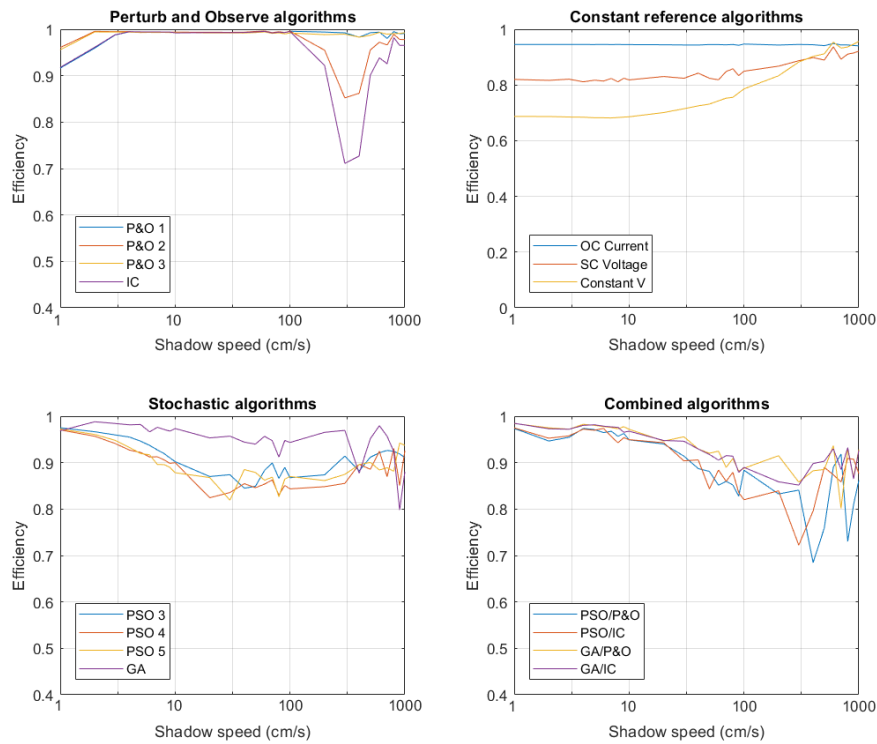 Perturb and Observe algorithms
1
0.9
0.8
0.7
0.6
0.5
0.4
Efficiency
P&O 1
P&O 2
P&O 3
IC
1
10
100
1000
Shadow speed (cm/s)
Constant reference algorithms
1
0.8
0.6
0.4
0.2
0
Efficiency
OC Current
SC Voltage
Constant V
1
10
100
1000
Shadow speed (cm/s)
Stochastic algorithms
1
0.9
0.8
0.7
0.6
0.5
0.4
Efficiency
PSO 3
PSO 4
PSO 5
GA
1
10
100
1000
Shadow speed (cm/s)
Combined algorithms
1
0.9
0.8
0.7
0.6
0.5
0.4
Efficiency
PSO/P&O
PSO/IC
GA/P&O
GA/IC
1
10
100
1000
Shadow speed (cm/s)